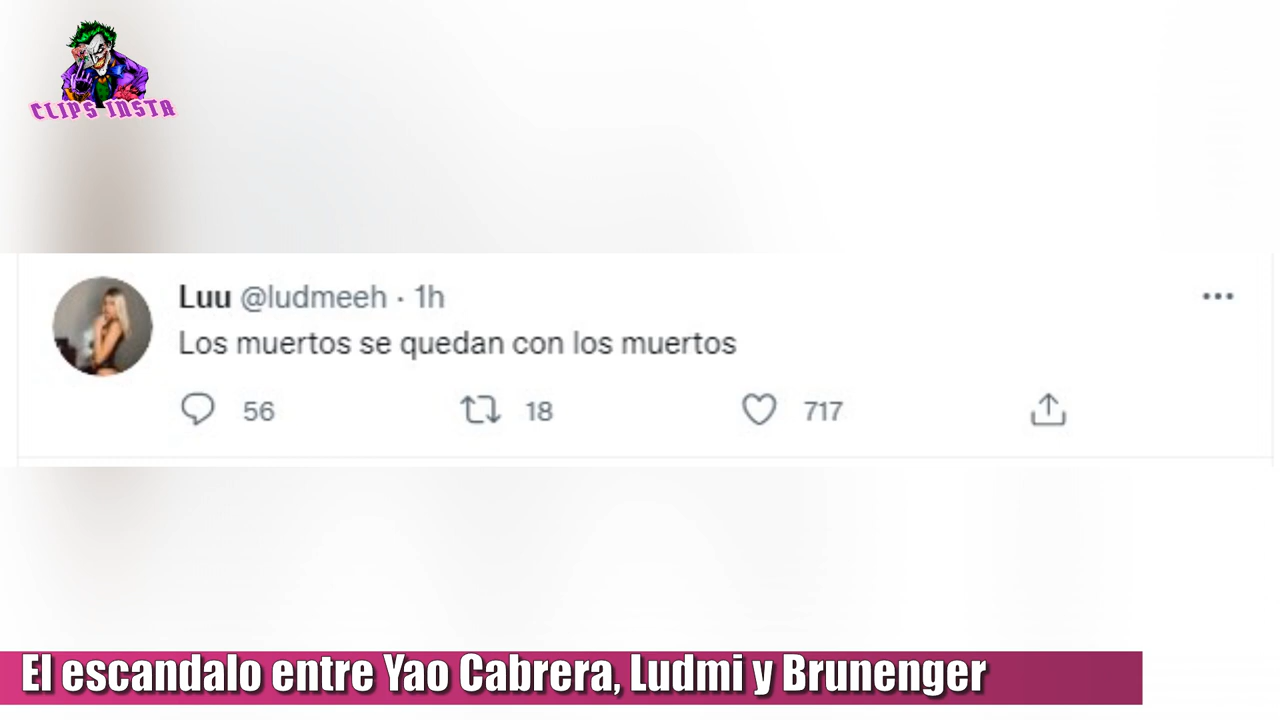 CLIPS INSTA
Luu @ludmeeh · 1h
Los muertos se quedan con los muertos
56 18 717
El escandalo entre Yao Cabrera, Ludmi y Brunenger